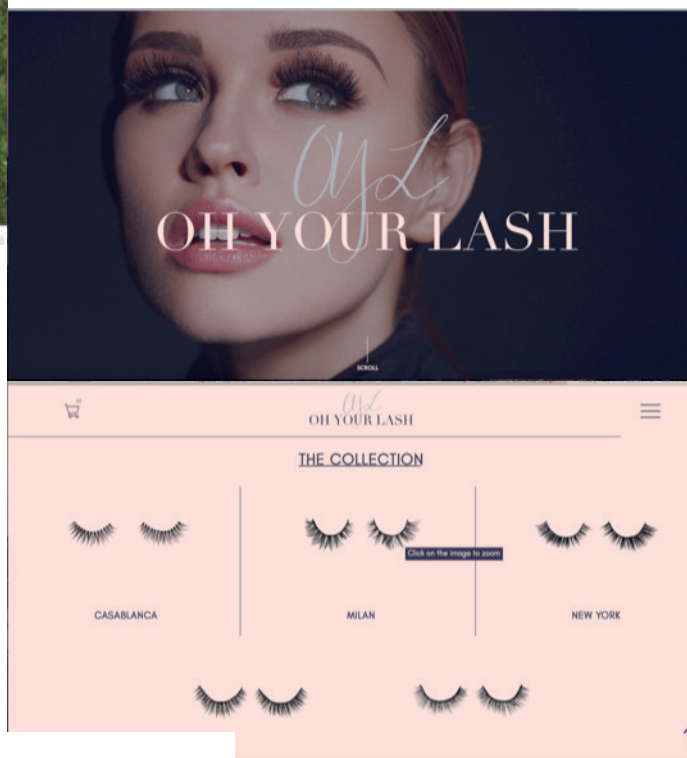 OYL
OH YOUR LASH
SCROLL
OYL
OH YOUR LASH
THE COLLECTION
Click on the image to zoom
CASABLANCA
MILAN
NEW YORK